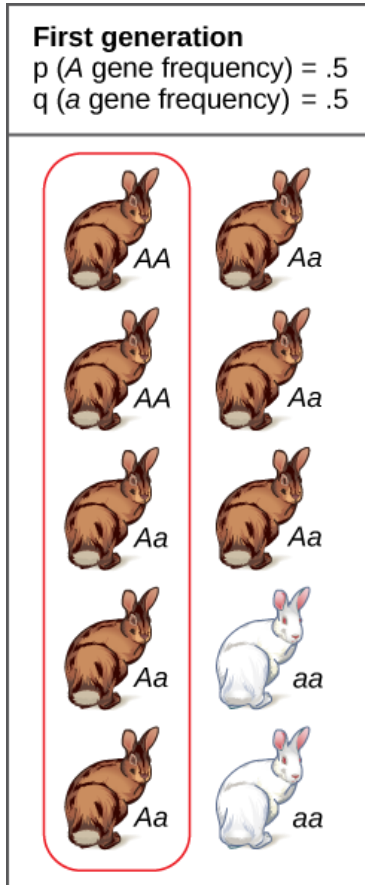 First generation
p (A gene frequency) = .5
q (a gene frequency) = .5
AA Aa
AA Aa
Aa Aa
Aa aa
Aa aa